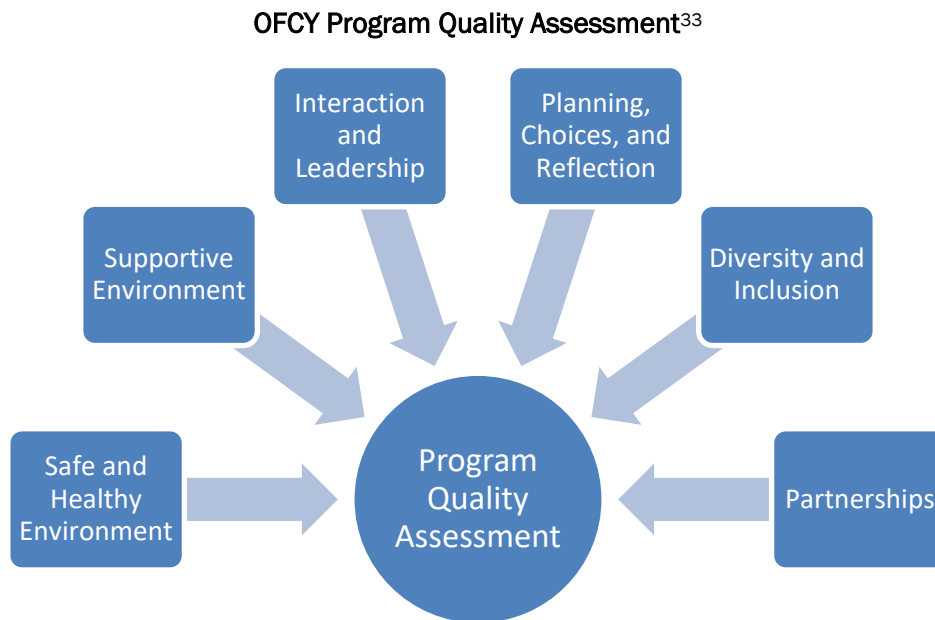 OFCY Program Quality Assessment33
Interaction
and
Leadership
Planning,
Choices, and
Reflection
Supportive
Environment
Diversity and
Inclusion
Safe and
Healthy
Environment
Program
Quality
Assessment
Partnerships